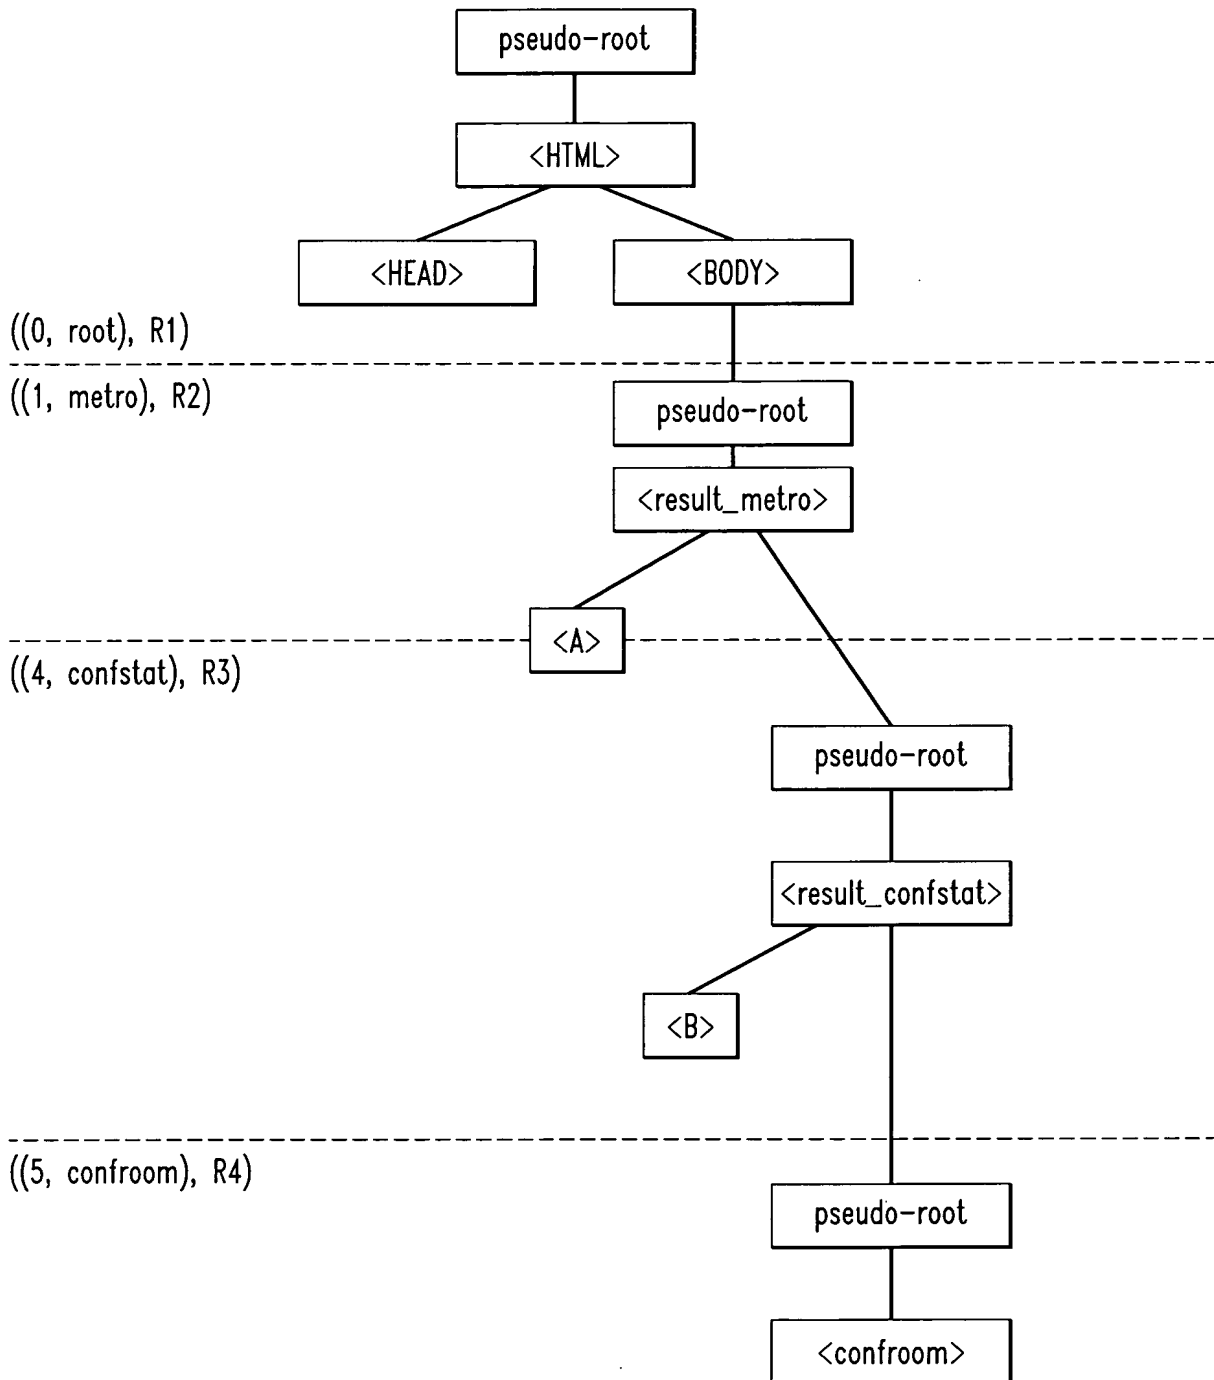 pseudo-root
<HTML>
<HEAD>
<BODY>
((0, root), R1)
((1, metro), R2)
pseudo-root
<result_metro>
<A>
((4, confstat), R3)
pseudo-root
<result_confstat>
<B>
((5, confroom), R4)
pseudo-root
<confroom>